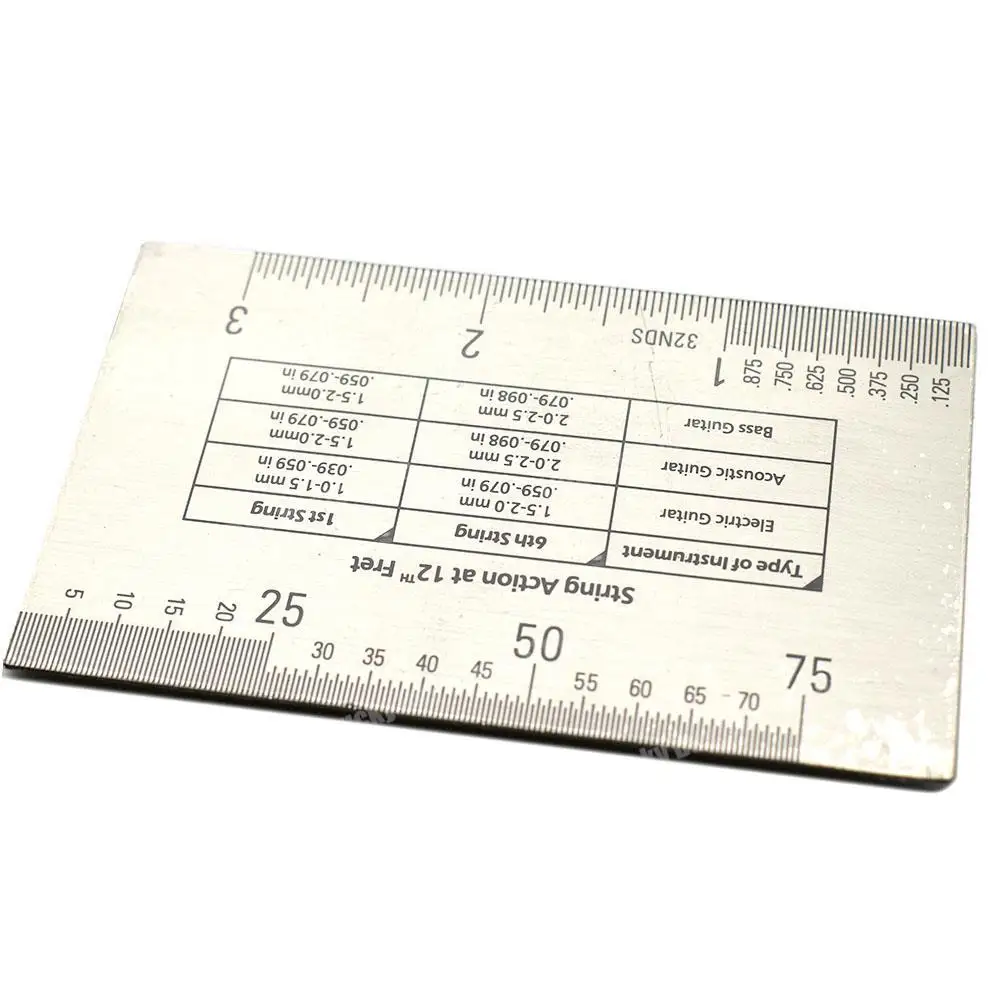 String Action at 12TH Fret
Type of Instrument 6th String 1st String
Electric Guitar 1.5-2.0 mm 1.0-1.5 mm
.059-.079 in .039-.059 in
Acoustic Guitar 2.0-2.5 mm 1.5-2.0mm
.079-.098 in .059-.079 in
Bass Guitar 2.0-2.5 mm 1.5-2.0mm
.079-.098 in .059-.079 in
.125 .250 .375 .500 .625 .750 .875 1 32NDS 2 3
5 10 15 20 25 30 35 40 45 50 55 60 65 70 75